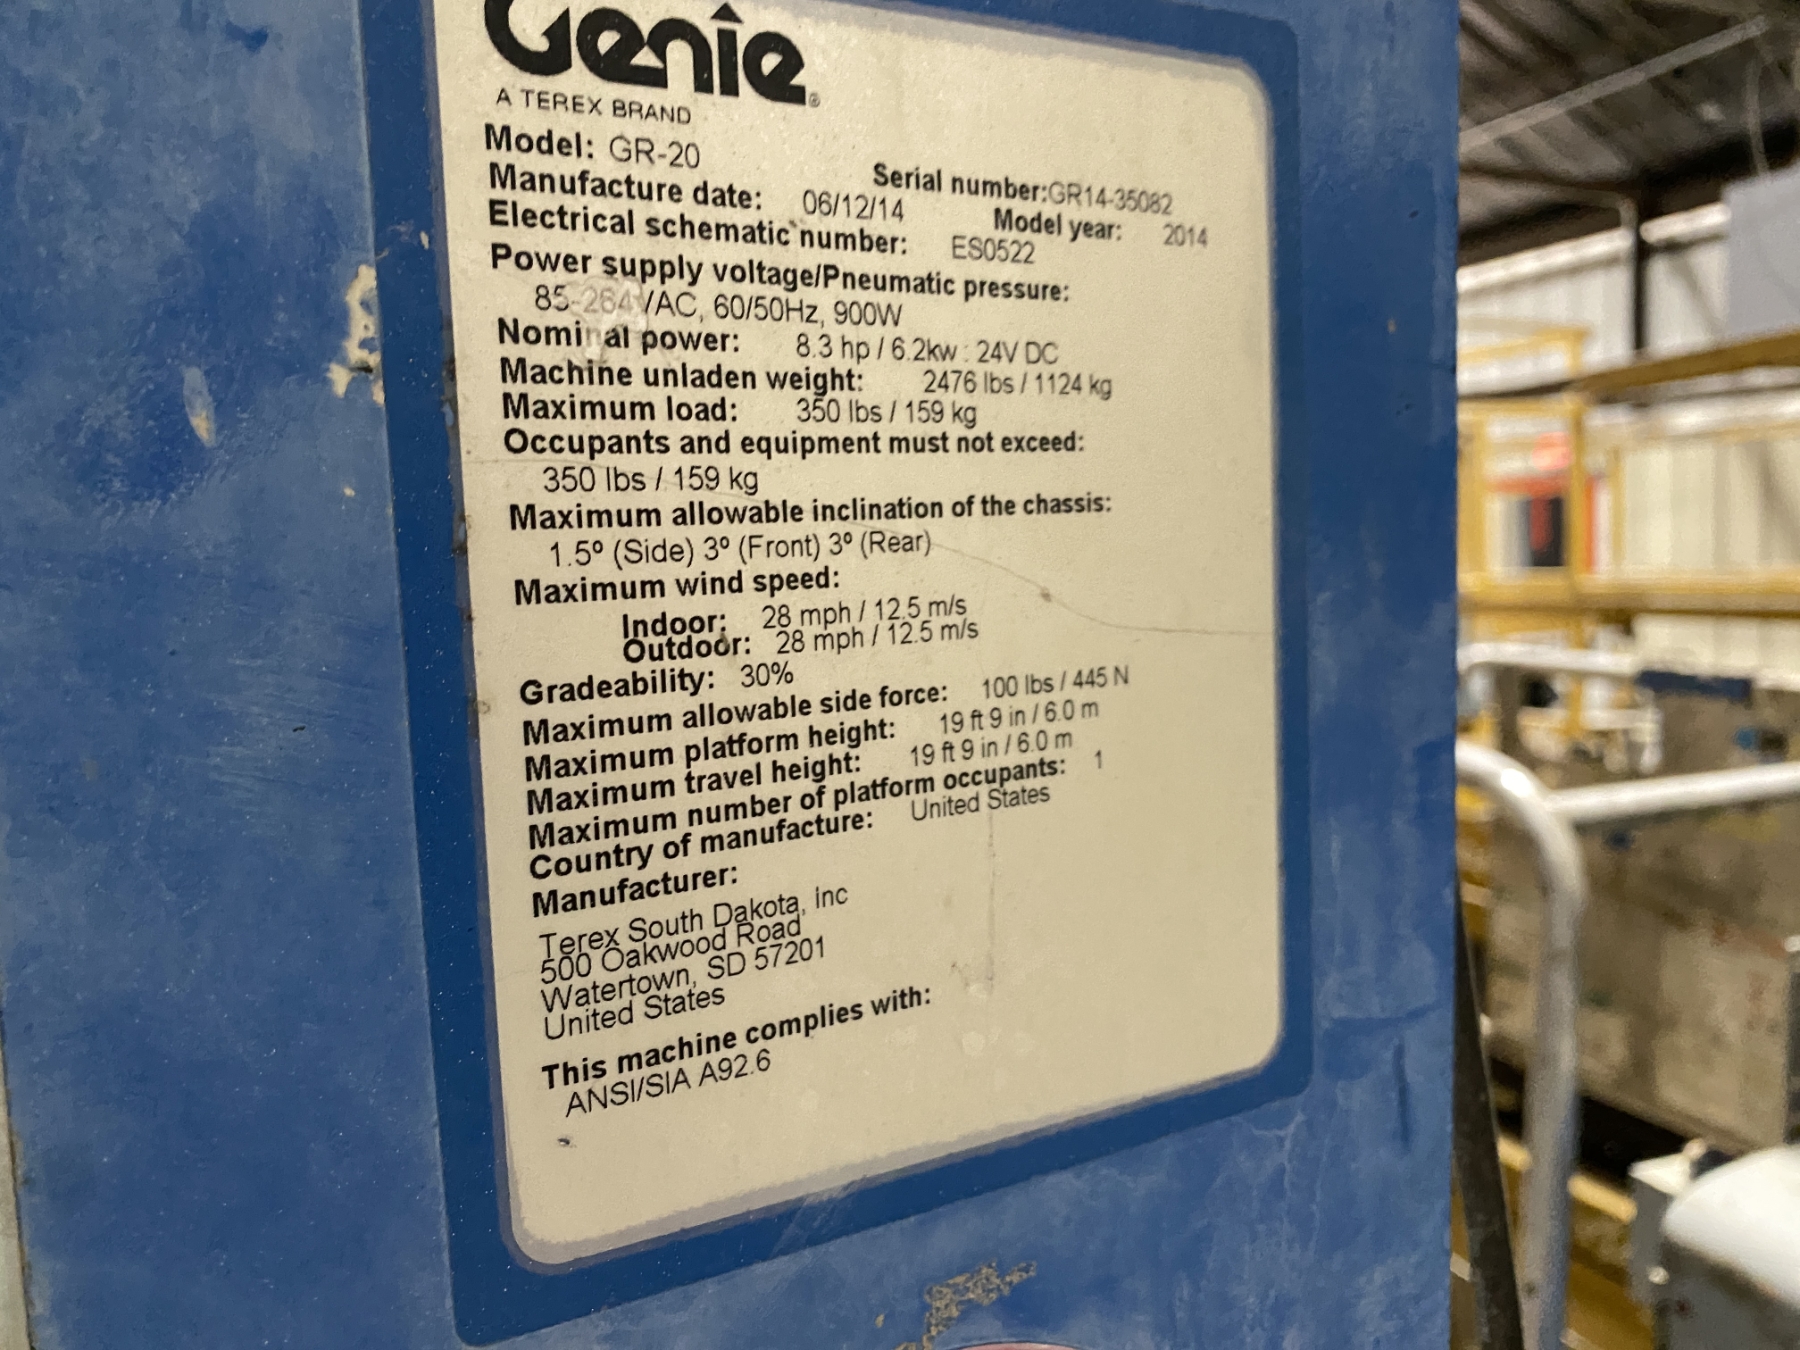 Genie®
A TEREX BRAND
Model: GR-20
Serial number:GR14-35082
Manufacture date: 06/12/14
Model year: 2014
Electrical schematic number: ES0522
Power supply voltage/Pneumatic pressure:
85-264VAC, 60/50Hz, 900W
Nominal power: 8.3 hp / 6.2kw : 24V DC
Machine unladen weight: 2476 lbs / 1124 kg
Maximum load: 350 lbs / 159 kg
Occupants and equipment must not exceed:
350 lbs / 159 kg
Maximum allowable inclination of the chassis:
1.5º (Side) 3º (Front) 3º (Rear)
Maximum wind speed:
Indoor: 28 mph / 12.5 m/s
Outdoor: 28 mph / 12.5 m/s
Gradeability: 30%
Maximum allowable side force: 100 lbs / 445 N
Maximum platform height: 19 ft 9 in / 6.0 m
Maximum travel height: 19 ft 9 in / 6.0 m
Maximum number of platform occupants: 1
Country of manufacture: United States
Manufacturer:
Terex South Dakota, Inc
500 Oakwood Road
Watertown, SD 57201
United States
This machine complies with:
ANSI/SIA A92.6